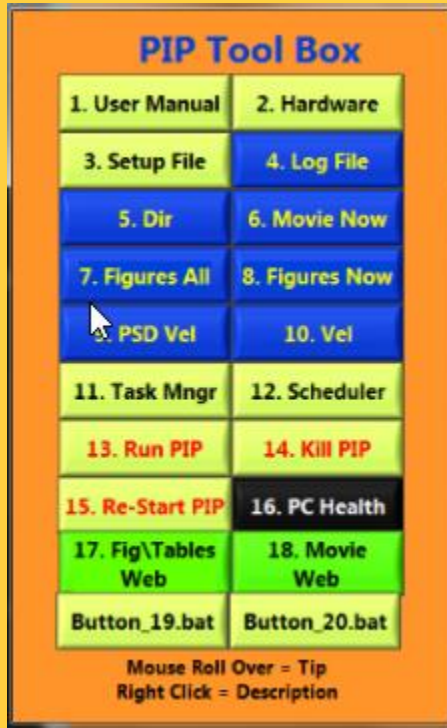 PIP Tool Box
1. User Manual
2. Hardware
3. Setup File
4. Log File
5. Dir
6. Movie Now
7. Figures All
8. Figures Now
PSD Vel
10. Vel
11. Task Mngr
12. Scheduler
13. Run PIP
14. Kill PIP
15. Re-Start PIP
16. PC Health
17. Fig\Tables
Web
18. Movie
Web
Button_19.bat
Button_20.bat
Mouse Roll Over = Tip
Right Click = Description